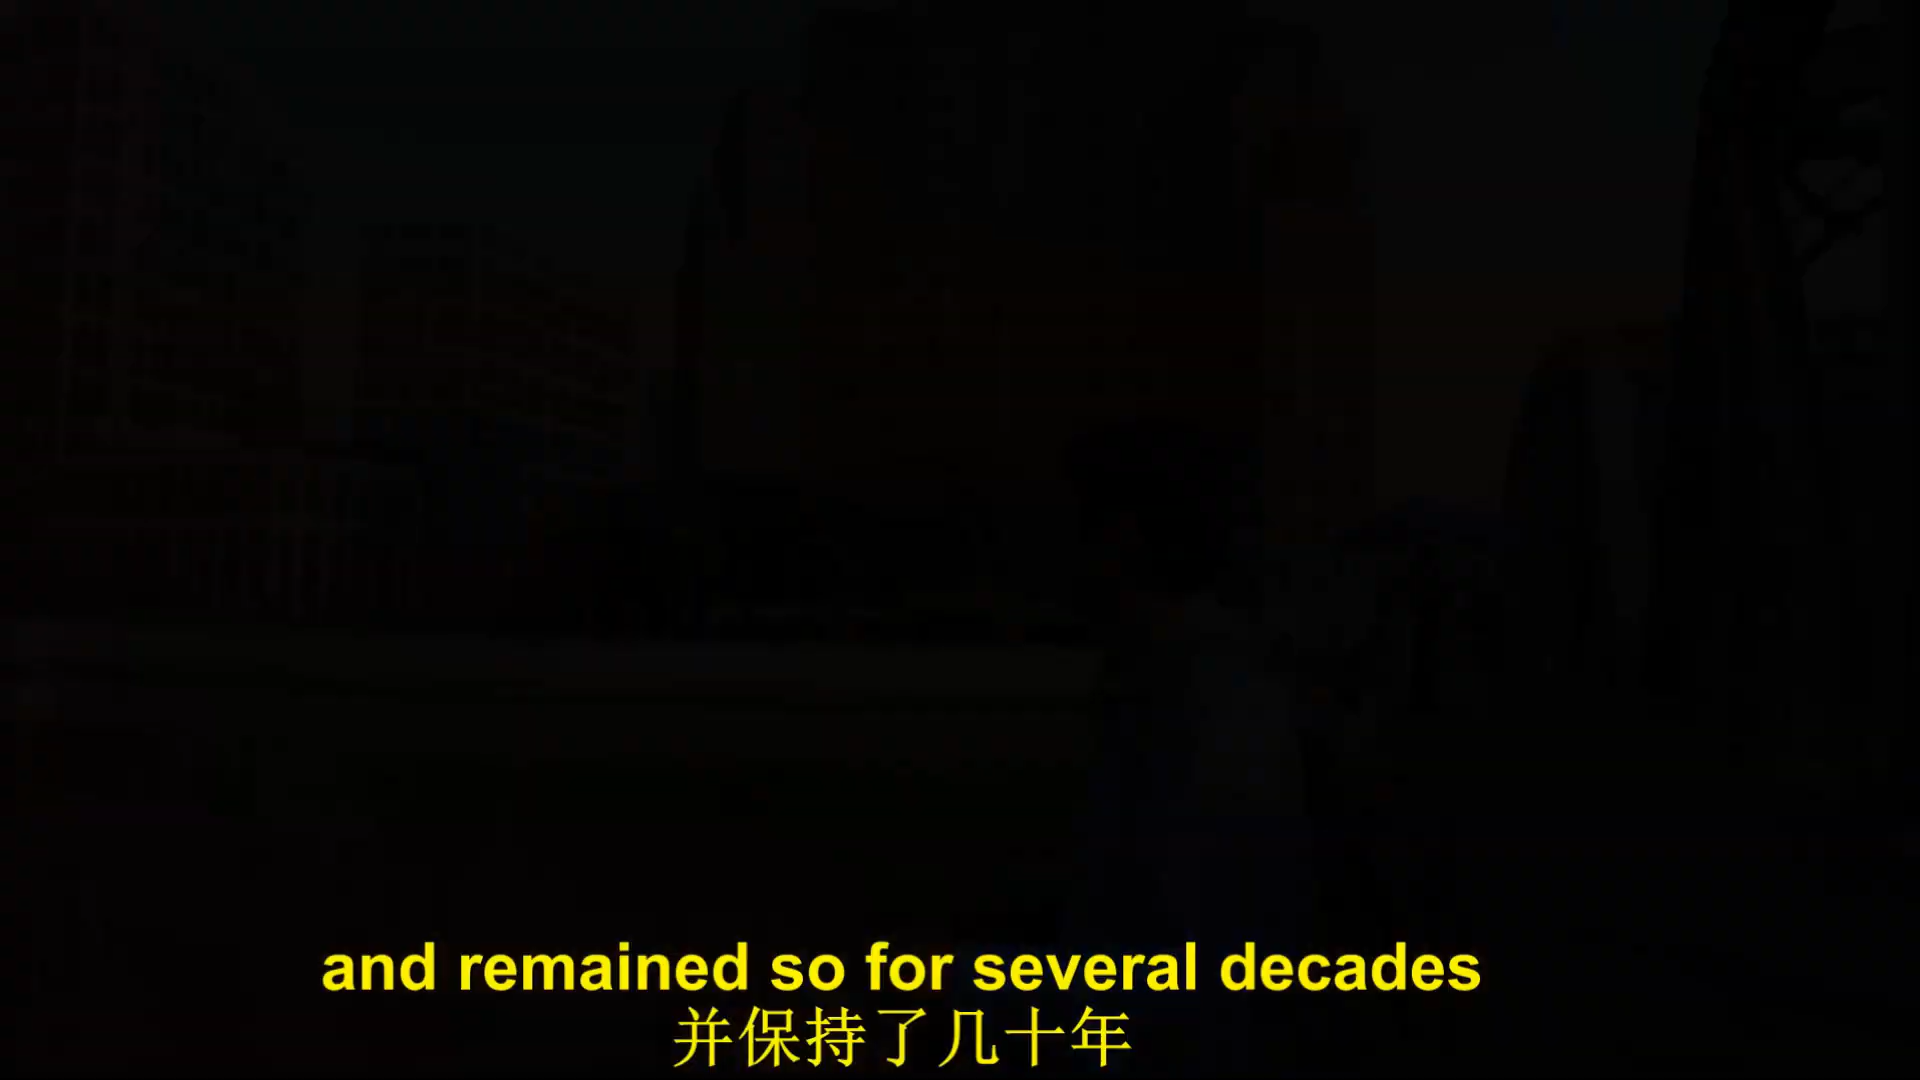 and remained so for several decades
并保持了几十年